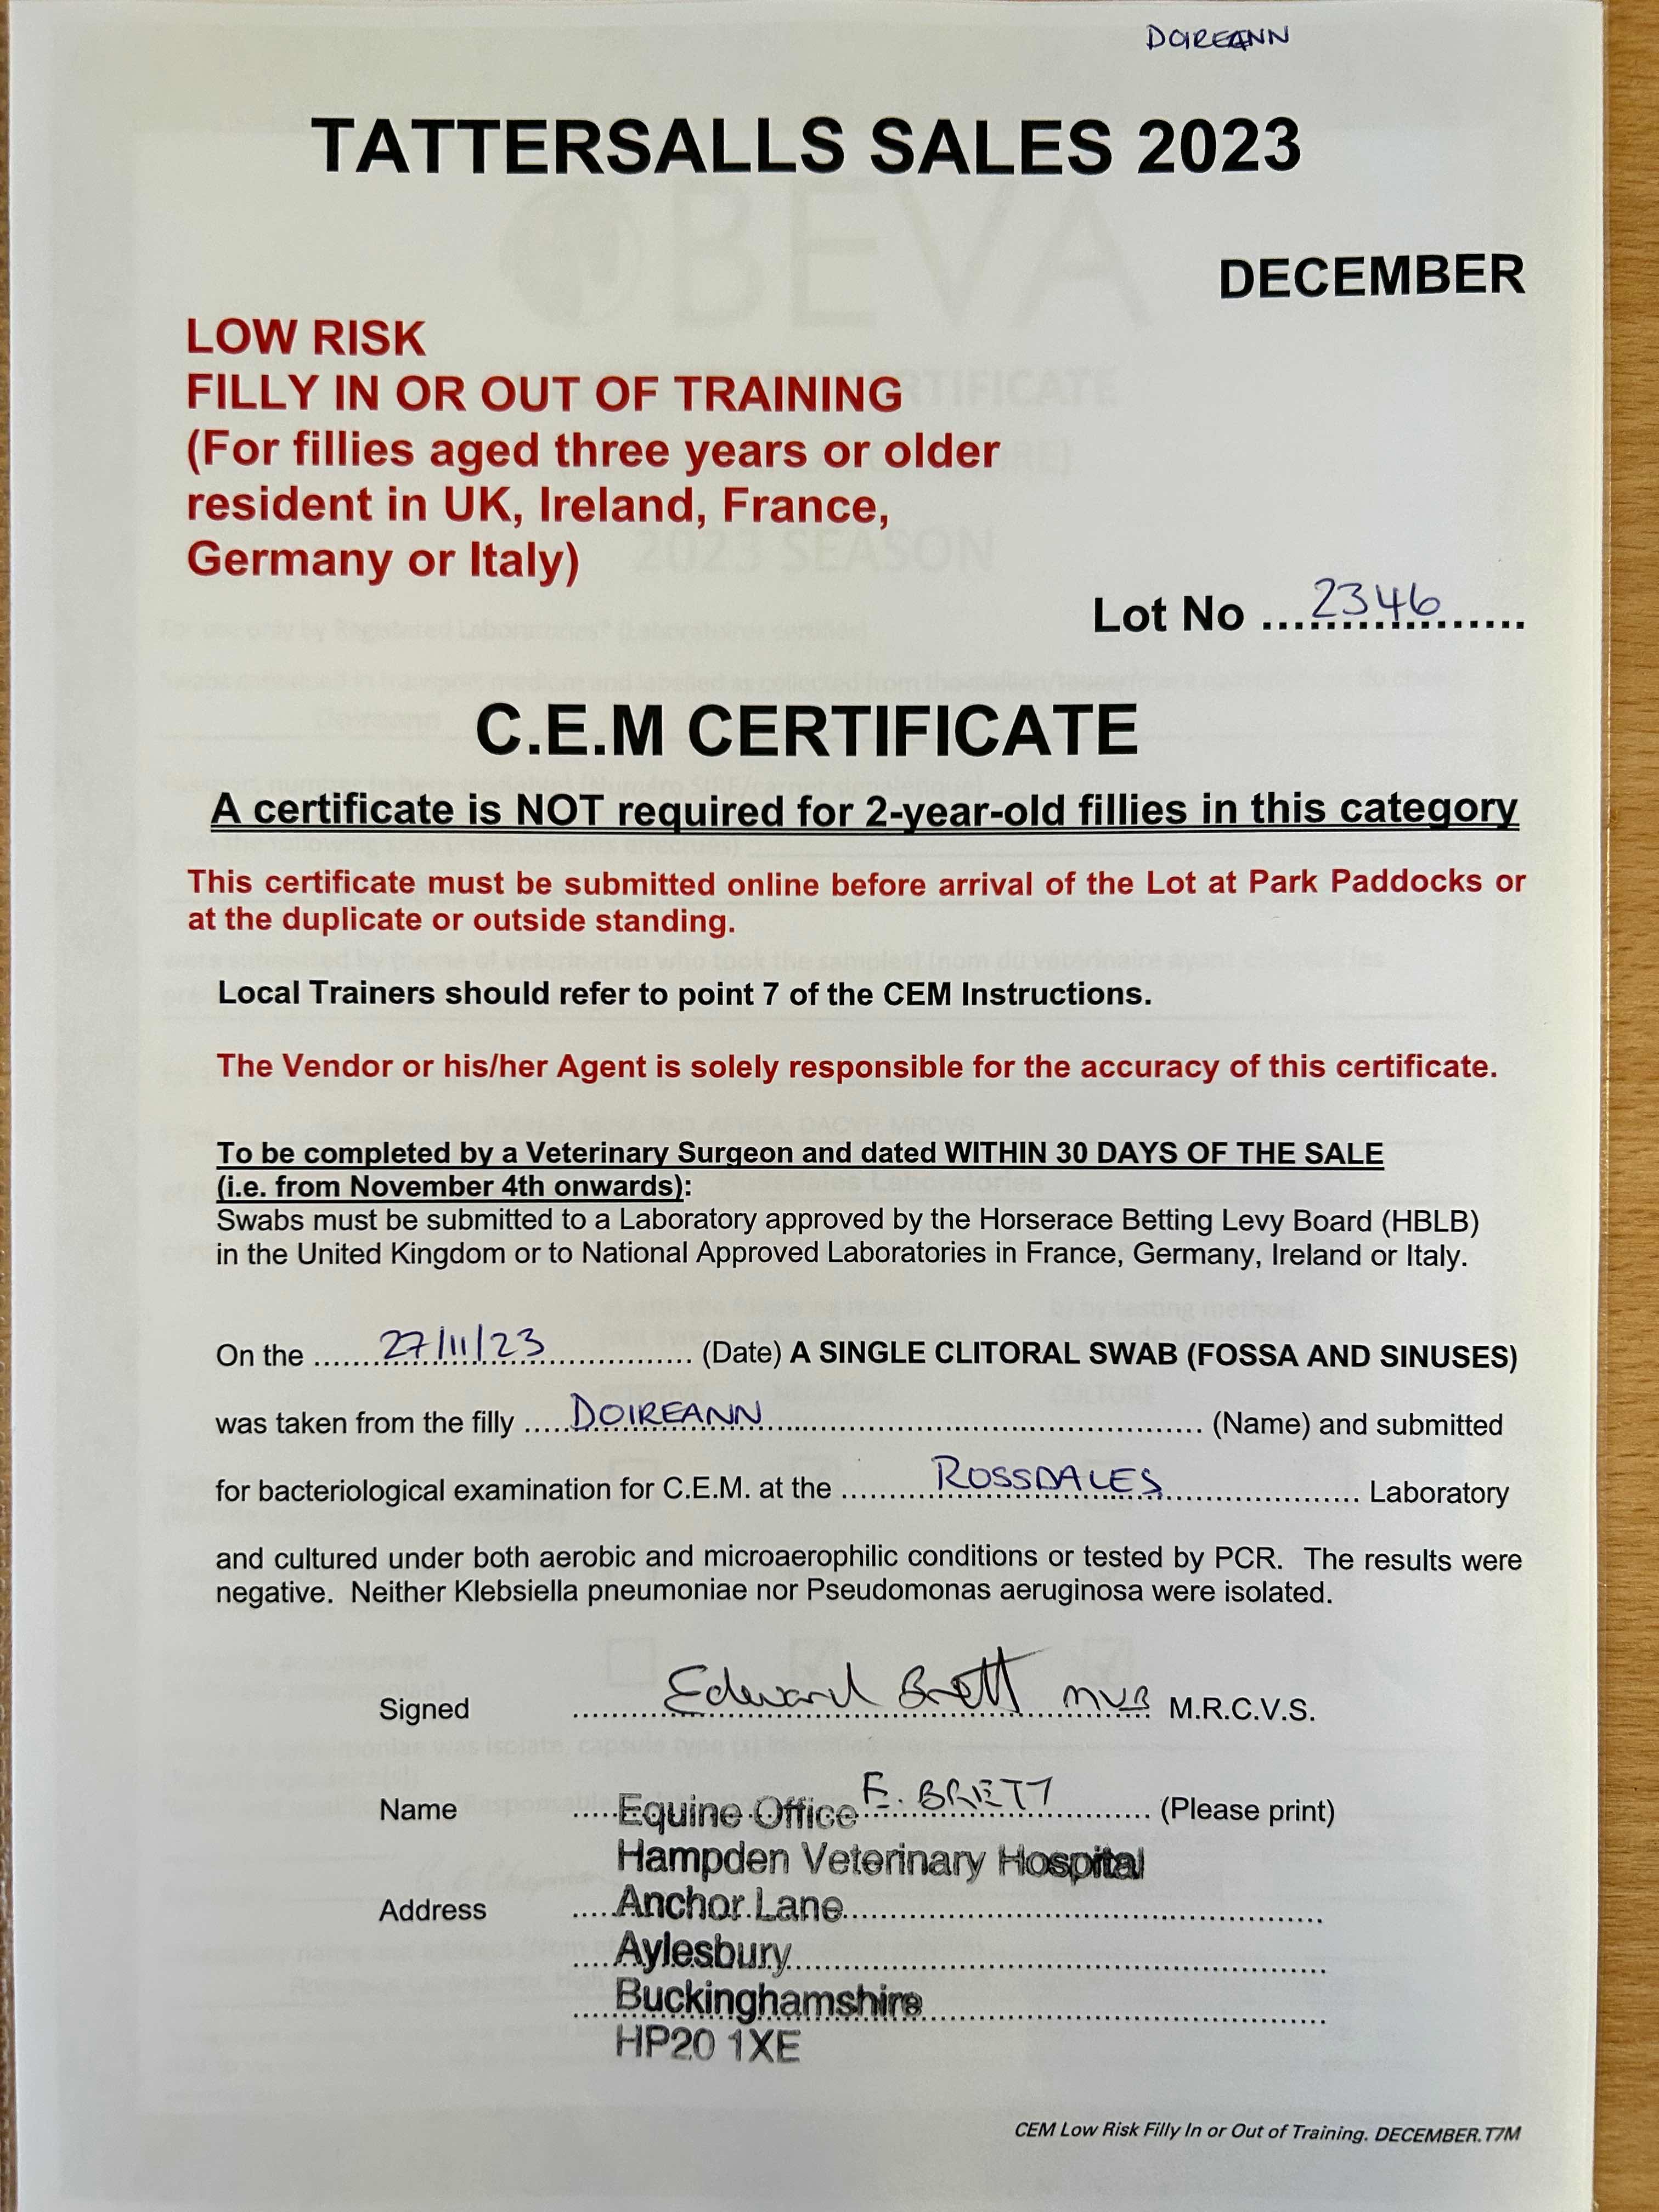 DOIREANN
TATTERSALLS SALES 2023
DECEMBER
LOW RISK
FILLY IN OR OUT OF TRAINING
(For fillies aged three years or older
resident in UK, Ireland, France,
Germany or Italy)
Lot No ....2346....
C.E.M CERTIFICATE
A certificate is NOT required for 2-year-old fillies in this category
This certificate must be submitted online before arrival of the Lot at Park Paddocks or
at the duplicate or outside standing.
Local Trainers should refer to point 7 of the CEM Instructions.
The Vendor or his/her Agent is solely responsible for the accuracy of this certificate.
To be completed by a Veterinary Surgeon and dated WITHIN 30 DAYS OF THE SALE
(i.e. from November 4th onwards):
Swabs must be submitted to a Laboratory approved by the Horserace Betting Levy Board (HBLB)
in the United Kingdom or to National Approved Laboratories in France, Germany, Ireland or Italy.
On the ....27/11/23.... (Date) A SINGLE CLITORAL SWAB (FOSSA AND SINUSES)
was taken from the filly ....DOIREANN.... (Name) and submitted
for bacteriological examination for C.E.M. at the ....ROSSDALES.... Laboratory
and cultured under both aerobic and microaerophilic conditions or tested by PCR. The results were
negative. Neither Klebsiella pneumoniae nor Pseudomonas aeruginosa were isolated.
Signed ....Edward Brett MVB.... M.R.C.V.S.
Name ....Equine Office E. BRETT.... (Please print)
Hampden Veterinary Hospital
Address ....Anchor Lane....
....Aylesbury....
....Buckinghamshire....
HP20 1XE
CEM Low Risk Filly In or Out of Training. DECEMBER.T7M